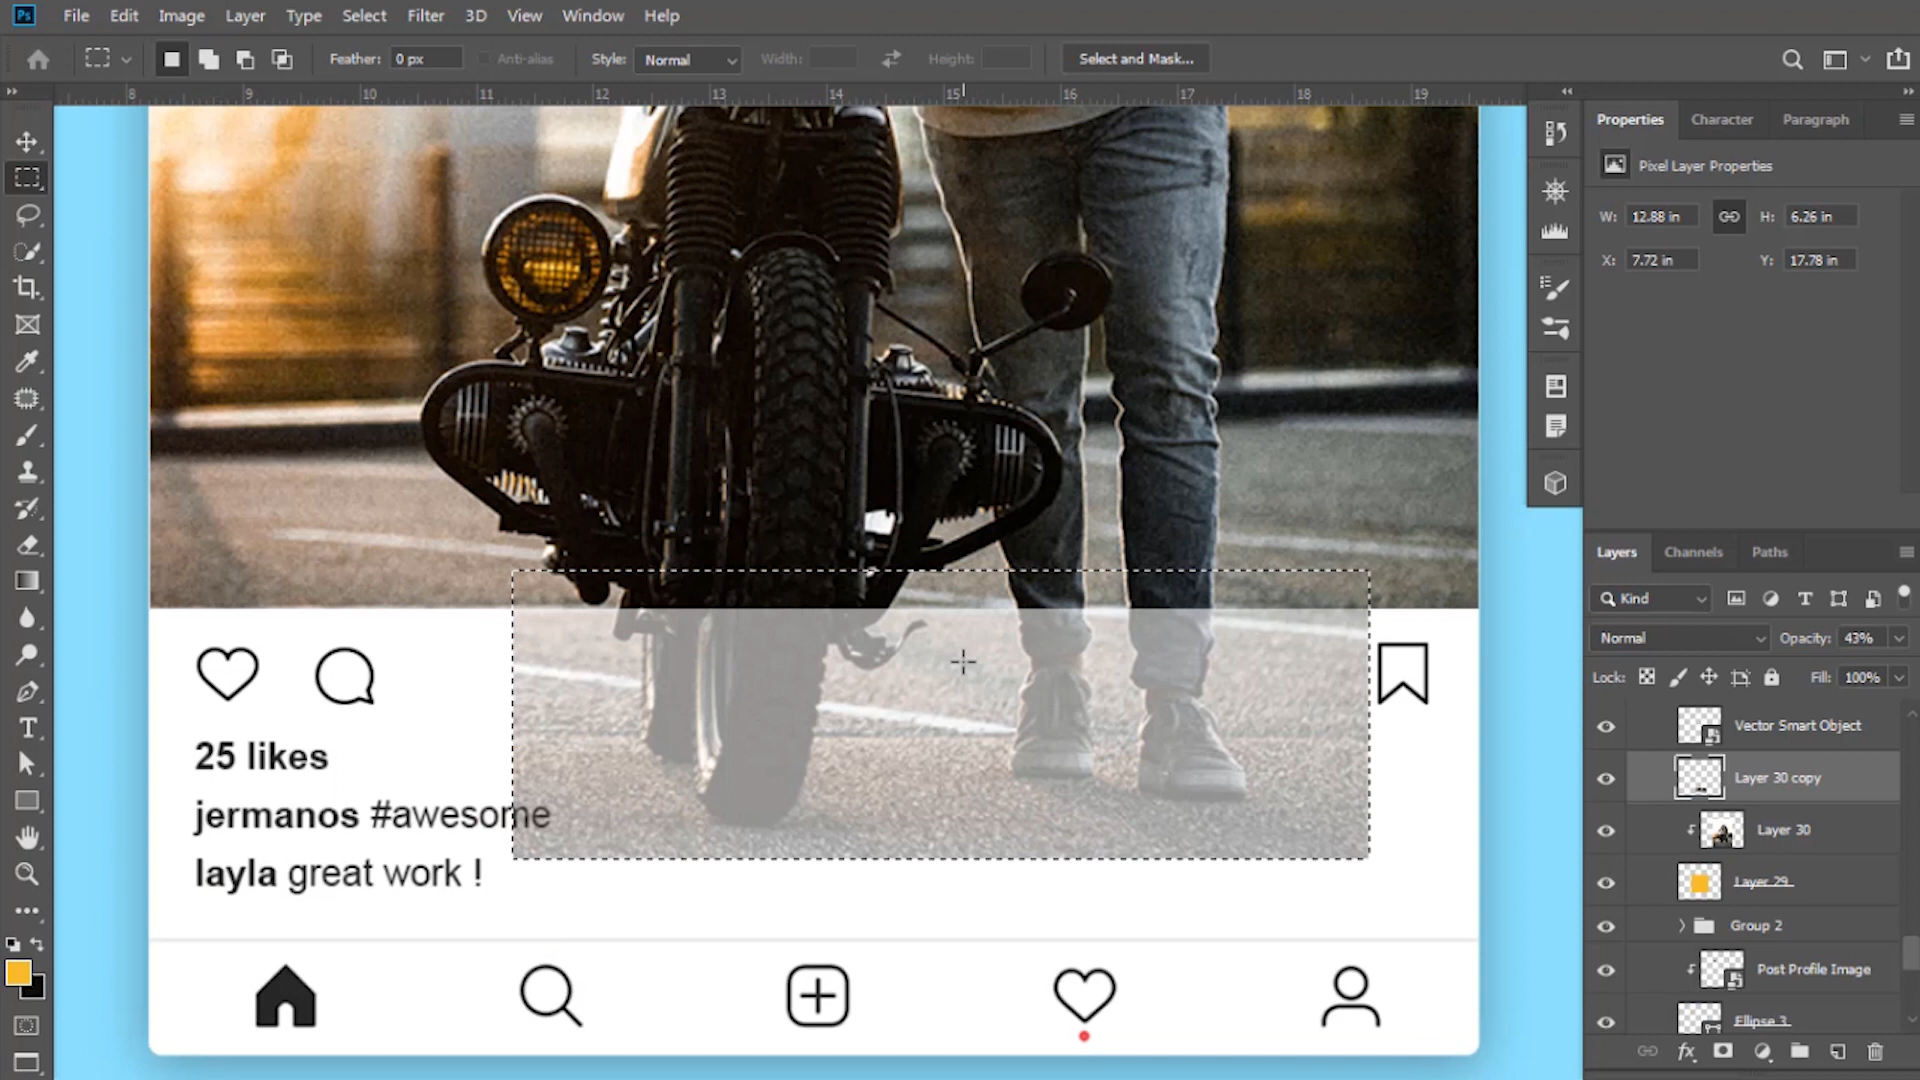 Ps File Edit Image Layer Type Select Filter 3D View Window Help
Feather: 0 px Anti-alias Style: Normal Width: Height: Select and Mask...
8 9 10 11 12 13 14 15 16 17 18 19
Properties Character Paragraph
Pixel Layer Properties
W: 12.88 in H: 6.26 in
X: 7.72 in Y: 17.78 in
25 likes
jermanos #awesome
layla great work !
Layers Channels Paths
Kind
Normal Opacity: 43%
Lock: Fill: 100%
Vector Smart Object
Layer 30 copy
Layer 30
Layer 29
Group 2
Post Profile Image
Ellipse 3
fx